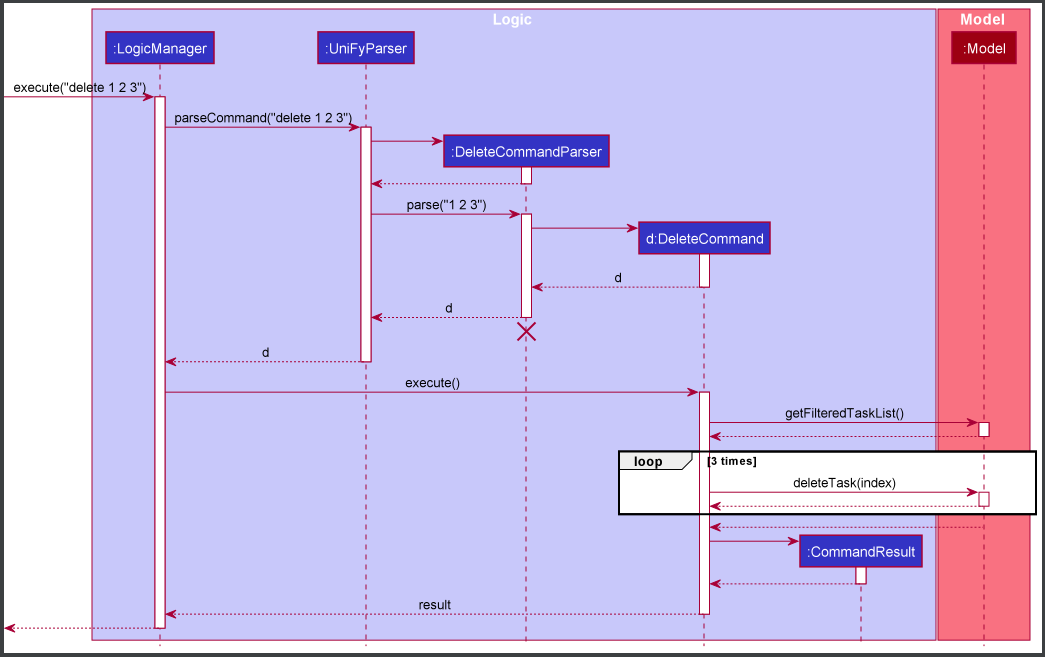 Logic
Model
:LogicManager
:UniFyParser
:Model
execute("delete 1 2 3")
parseCommand("delete 1 2 3")
:DeleteCommandParser
parse("1 2 3")
d:DeleteCommand
d
d
d
execute()
getFilteredTaskList()
loop [3 times]
deleteTask(index)
:CommandResult
result